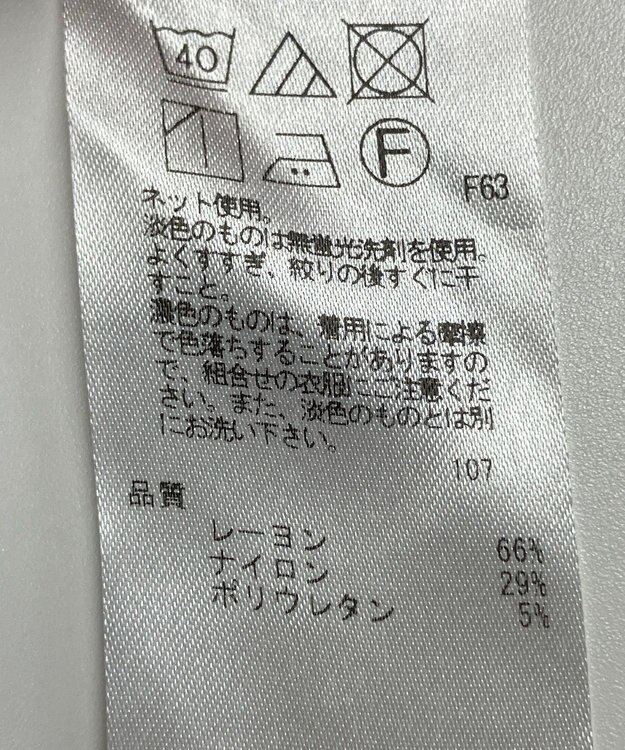 40
F
F63
ネット使用。
淡色のものは無蛍光洗剤を使用。
よくすすぎ、絞りの後すぐに干
すこと。
濃色のものは、着用による摩擦
で色落ちすることがありますの
で、組合せの衣服にご注意くだ
さい。また、淡色のものとは別
にお洗い下さい。
107
品質
レーヨン 66%
ナイロン 29%
ポリウレタン 5%